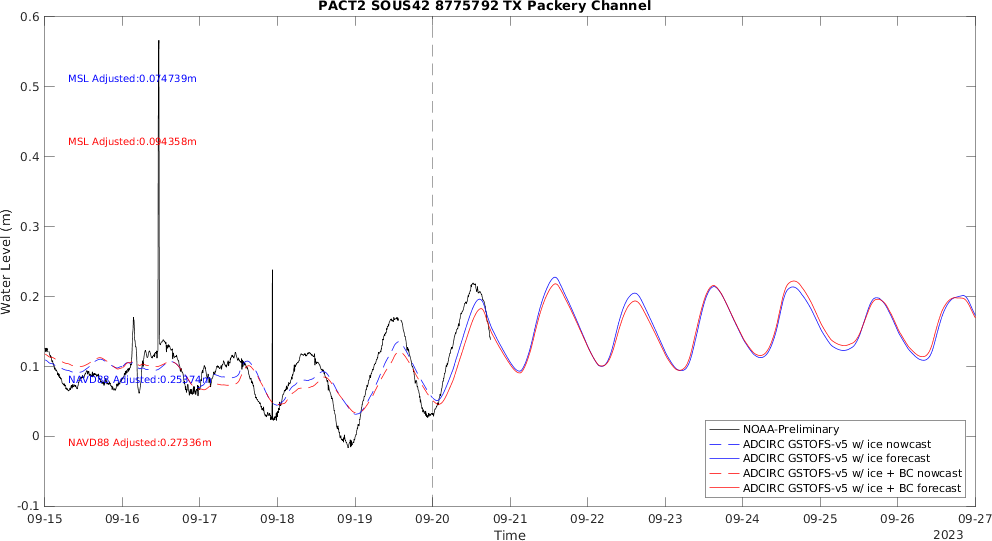 PACT2 SOUS42 8775792 TX Packery Channel
0.6
0.5
0.4
0.3
0.2
0.1
0
-0.1
Water Level (m)
MSL Adjusted:0.074739m
MSL Adjusted:0.094358m
NAVD88 Adjusted:0.25374m
NAVD88 Adjusted:0.27336m
NOAA-Preliminary
ADCIRC GSTOFS-v5 w/ ice nowcast
ADCIRC GSTOFS-v5 w/ ice forecast
ADCIRC GSTOFS-v5 w/ ice + BC nowcast
ADCIRC GSTOFS-v5 w/ ice + BC forecast
09-15 09-16 09-17 09-18 09-19 09-20 09-21 09-22 09-23 09-24 09-25 09-26 09-27
Time
2023